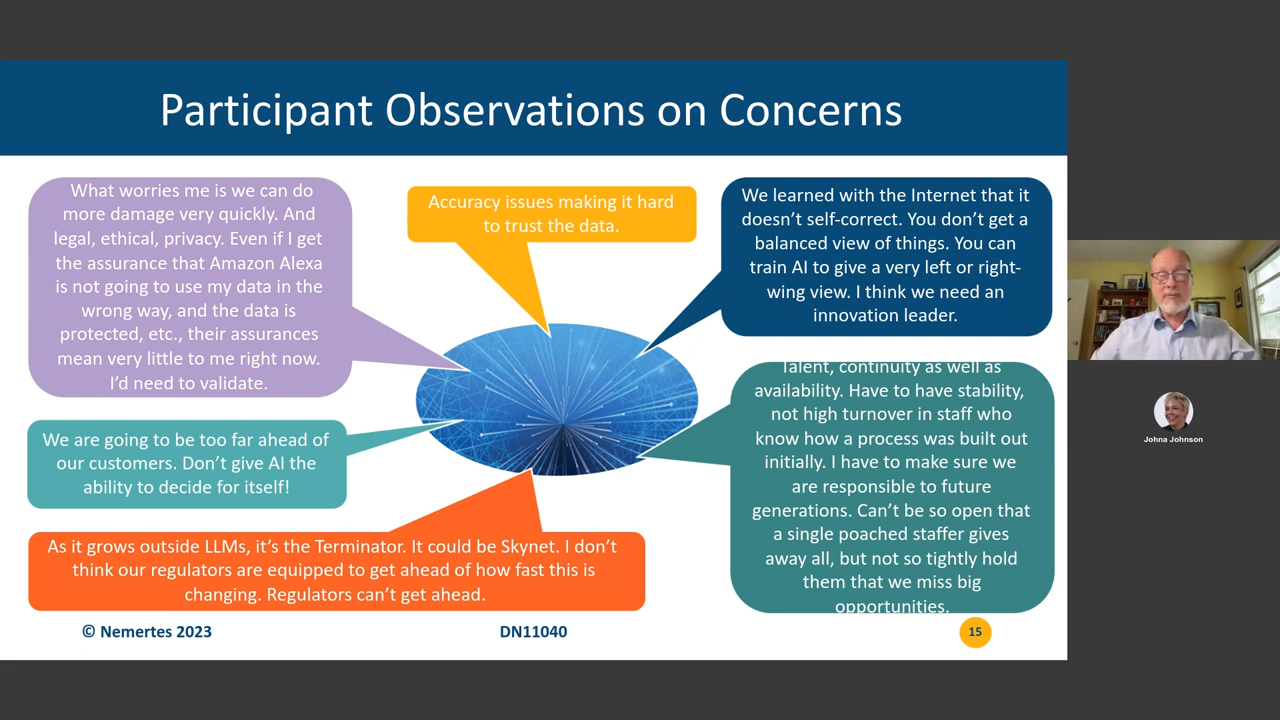 Participant Observations on Concerns
What worries me is we can do
more damage very quickly. And
legal, ethical, privacy. Even if I get
the assurance that Amazon Alexa
is not going to use my data in the
wrong way, and the data is
protected, etc., their assurances
mean very little to me right now.
I'd need to validate.
Accuracy issues making it hard
to trust the data.
We learned with the Internet that it
doesn't self-correct. You don't get a
balanced view of things. You can
train AI to give a very left or right-
wing view. I think we need an
innovation leader.
We are going to be too far ahead of
our customers. Don't give AI the
ability to decide for itself!
Talent, continuity as well as
availability. Have to have stability,
not high turnover in staff who
know how a process was built out
initially. I have to make sure we
are responsible to future
generations. Can't be so open that
a single poached staffer gives
away all, but not so tightly hold
them that we miss big
opportunities.
As it grows outside LLMs, it's the Terminator. It could be Skynet. I don't
think our regulators are equipped to get ahead of how fast this is
changing. Regulators can't get ahead.
© Nemertes 2023
DN11040
15
Johna Johnson